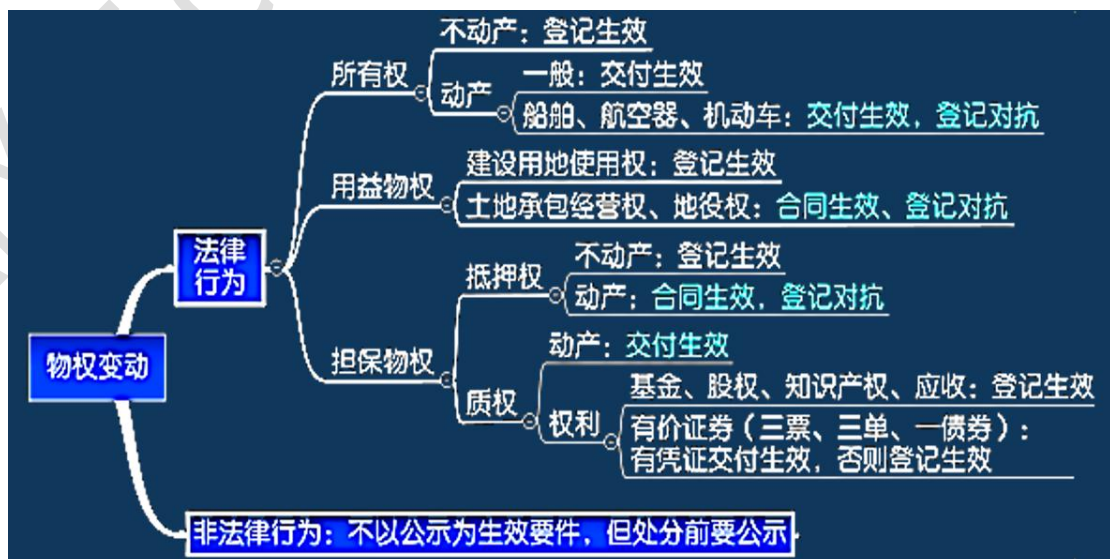 不动产：登记生效
所有权
一般：交付生效
动产
船舶、航空器、机动车：交付生效，登记对抗
建设用地使用权：登记生效
用益物权
土地承包经营权、地役权：合同生效、登记对抗
法律
行为
不动产：登记生效
抵押权
动产：合同生效，登记对抗
物权变动
担保物权
动产：交付生效
质权
基金、股权、知识产权、应收：登记生效
权利
有价证券（三票、三单、一债券）：
有凭证交付生效，否则登记生效
非法律行为：不以公示为生效要件，但处分前要公示